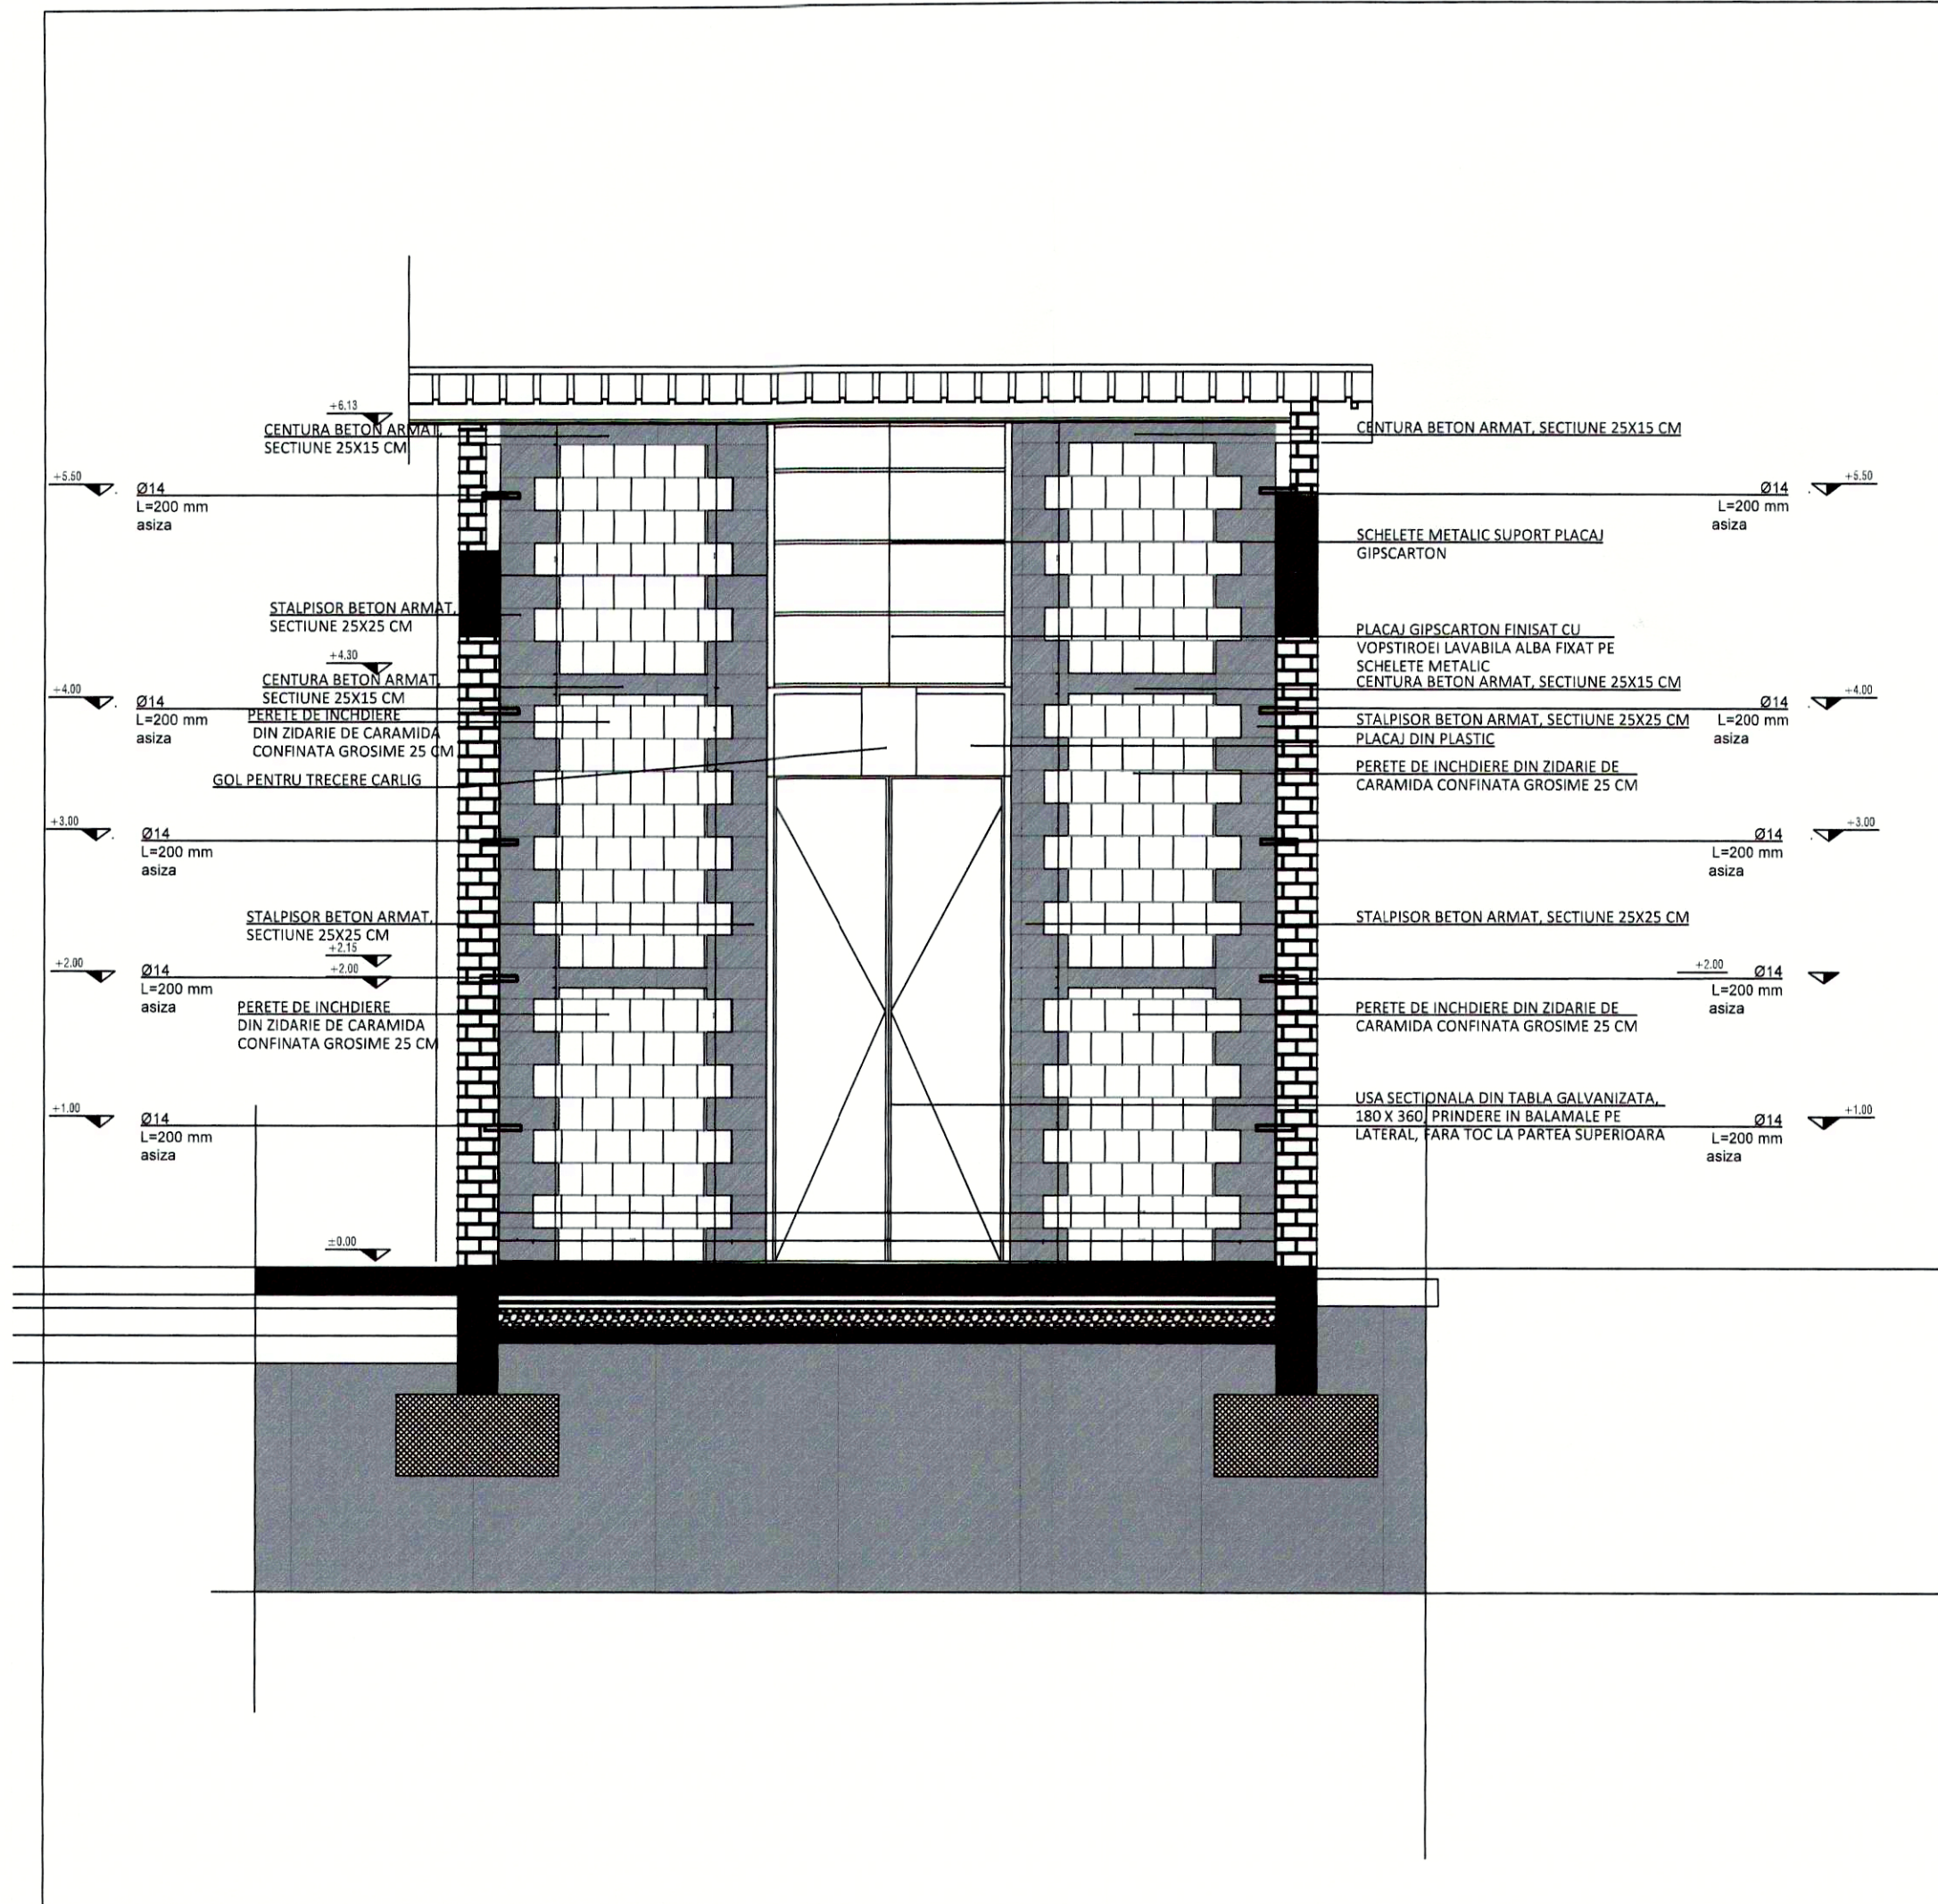 +6.13
CENTURA BETON ARMAT,
SECTIUNE 25X15 CM
+5.50
Ø14
L=200 mm
asiza
STALPISOR BETON ARMAT,
SECTIUNE 25X25 CM
+4.30
CENTURA BETON ARMAT,
SECTIUNE 25X15 CM
+4.00
Ø14
L=200 mm
asiza
PERETE DE INCHDIERE
DIN ZIDARIE DE CARAMIDA
CONFINATA GROSIME 25 CM
GOL PENTRU TRECERE CARLIG
+3.00
Ø14
L=200 mm
asiza
STALPISOR BETON ARMAT,
SECTIUNE 25X25 CM
+2.15
+2.00
+2.00
Ø14
L=200 mm
asiza
PERETE DE INCHDIERE
DIN ZIDARIE DE CARAMIDA
CONFINATA GROSIME 25 CM
+1.00
Ø14
L=200 mm
asiza
±0.00
CENTURA BETON ARMAT, SECTIUNE 25X15 CM
+5.50
Ø14
L=200 mm
asiza
SCHELETE METALIC SUPORT PLACAJ
GIPSCARTON
PLACAJ GIPSCARTON FINISAT CU
VOPSTIROEI LAVABILA ALBA FIXAT PE
SCHELETE METALIC
CENTURA BETON ARMAT, SECTIUNE 25X15 CM
+4.00
Ø14
L=200 mm
asiza
STALPISOR BETON ARMAT, SECTIUNE 25X25 CM
PLACAJ DIN PLASTIC
PERETE DE INCHDIERE DIN ZIDARIE DE
CARAMIDA CONFINATA GROSIME 25 CM
+3.00
Ø14
L=200 mm
asiza
STALPISOR BETON ARMAT, SECTIUNE 25X25 CM
+2.00
Ø14
L=200 mm
asiza
PERETE DE INCHDIERE DIN ZIDARIE DE
CARAMIDA CONFINATA GROSIME 25 CM
USA SECTIONALA DIN TABLA GALVANIZATA,
180 X 360, PRINDERE IN BALAMALE PE
LATERAL, FARA TOC LA PARTEA SUPERIOARA
+1.00
Ø14
L=200 mm
asiza